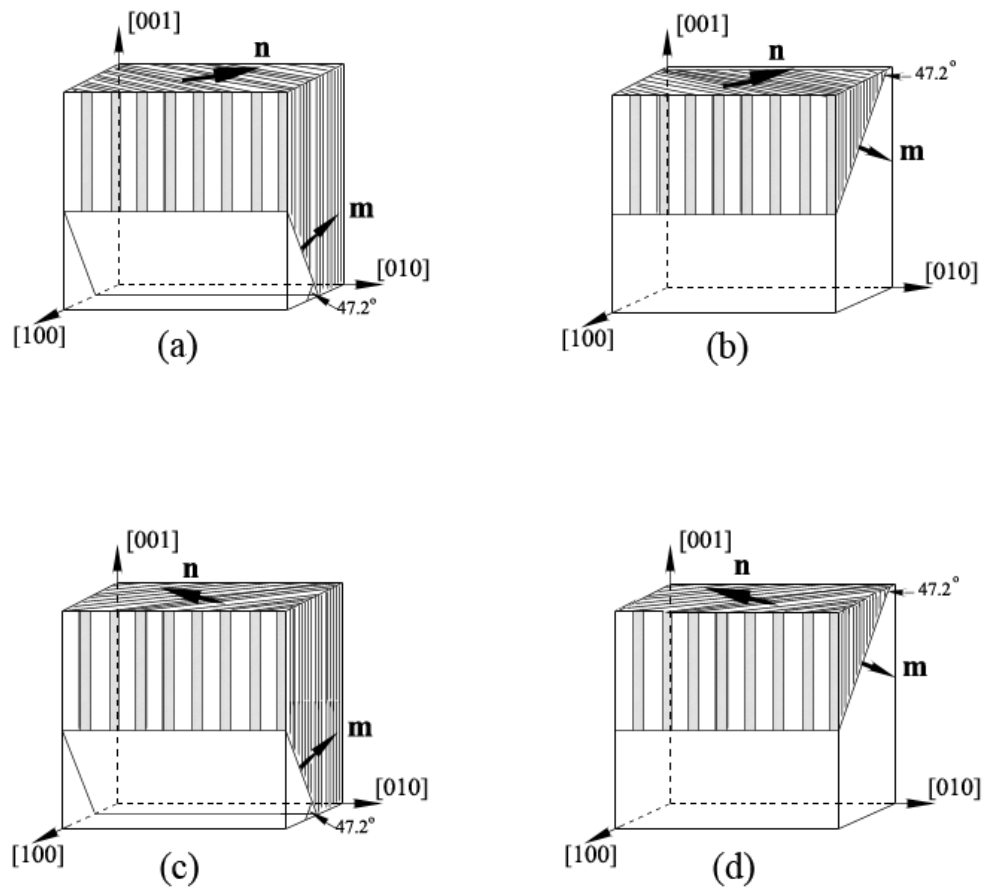 [001]
n
m
[010]
47.2°
[100]
(a)
[001]
n
47.2°
m
[010]
[100]
(b)
[001]
n
m
[010]
47.2°
[100]
(c)
[001]
n
47.2°
m
[010]
[100]
(d)